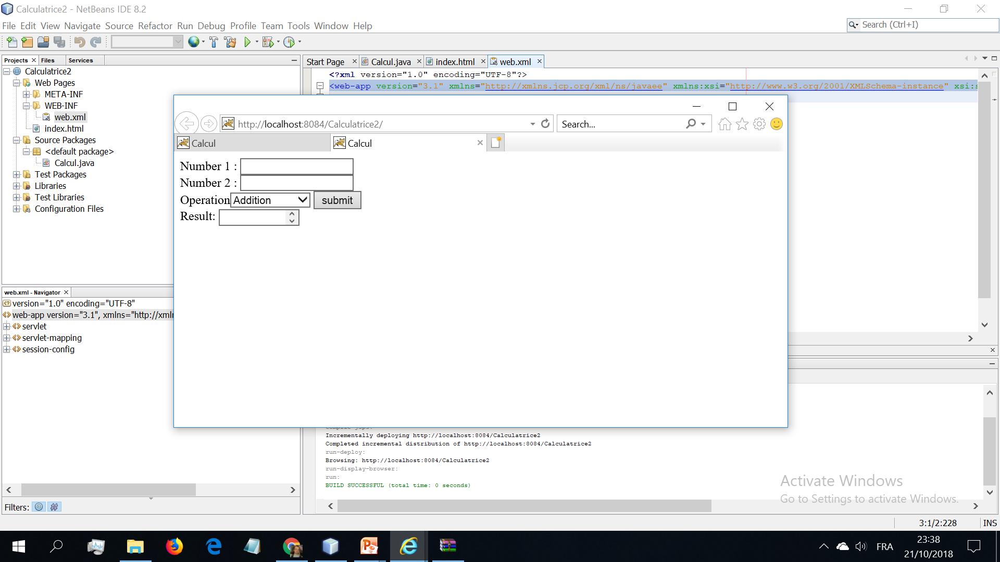 Calculatrice2 - NetBeans IDE 8.2
File Edit View Navigate Source Refactor Run Debug Profile Team Tools Window Help
Search (Ctrl+I)
Projects Files Services
Start Page Calcul.java index.html web.xml
Calculatrice2
Web Pages
META-INF
WEB-INF
web.xml
index.html
Source Packages
<default package>
Calcul.java
Test Packages
Libraries
Test Libraries
Configuration Files
<?xml version="1.0" encoding="UTF-8"?>
<web-app version="3.1" xmlns="http://xmlns.jcp.org/xml/ns/javaee" xmlns:xsi="http://www.w3.org/2001/XMLSchema-instance" xsi:s
http://localhost:8084/Calculatrice2/
Search...
Calcul
Calcul
Number 1 :
Number 2 :
Operation Addition submit
Result:
web.xml - Navigator
version="1.0" encoding="UTF-8"
web-app version="3.1", xmlns="http://xmln
servlet
servlet-mapping
session-config
Filters:
Incrementally deploying http://localhost:8084/Calculatrice2
Completed incremental distribution of http://localhost:8084/Calculatrice2
run-deploy:
Browsing: http://localhost:8084/Calculatrice2
run-display-browser:
run:
BUILD SUCCESSFUL (total time: 0 seconds)
Activate Windows
Go to Settings to activate Windows.
3:1/2:228 INS
FRA
23:38
21/10/2018